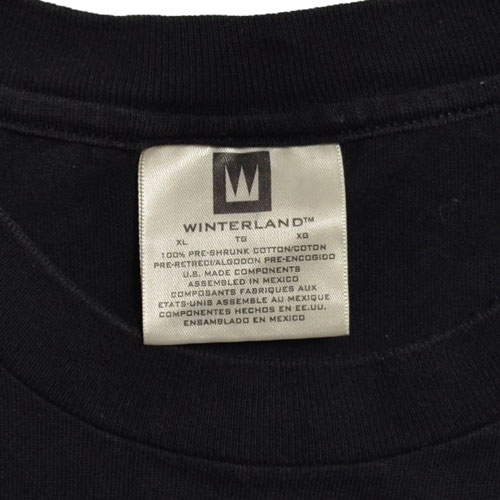 W
WINTERLAND™
XL TG XG
100% PRE-SHRUNK COTTON/COTON
PRE-RETRECI/ALGODON PRE-ENCOGIDO
U.S. MADE COMPONENTS
ASSEMBLED IN MEXICO
COMPOSANTS FABRIQUES AUX
ETATS-UNIS ASSEMBLE AU MEXIQUE
COMPONENTES HECHOS EN EE.UU.
ENSAMBLADO EN MEXICO